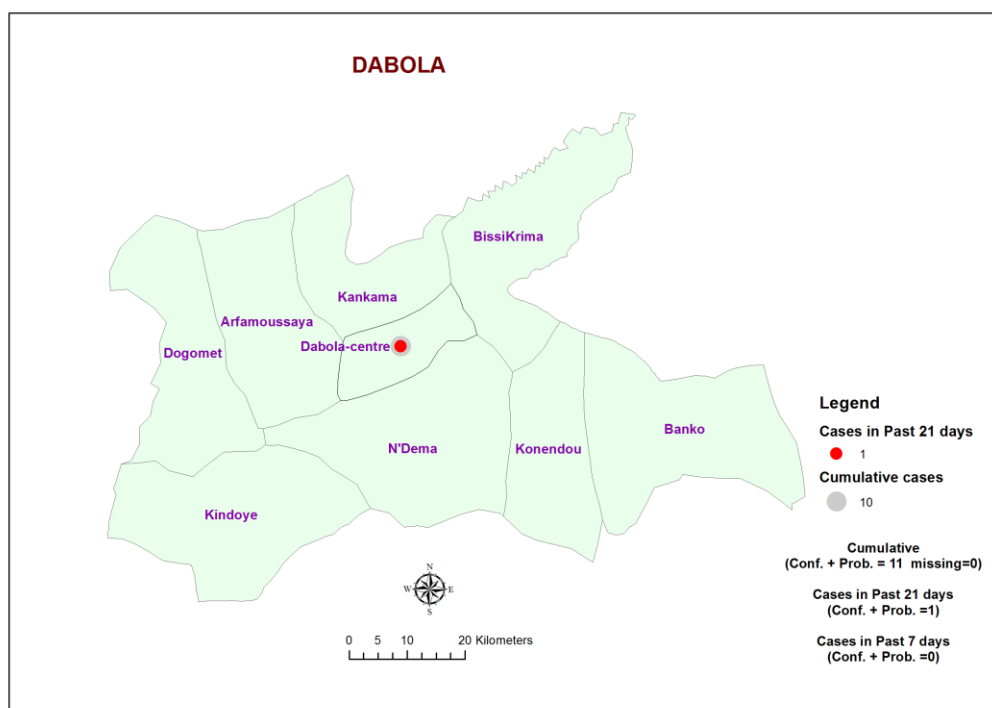 DABOLA
BissiKrima
Kankama
Arfamoussaya
Dabola-centre
Dogomet
N'Dema
Konendou
Banko
Kindoye
Legend
Cases in Past 21 days
1
Cumulative cases
10
Cumulative
(Conf. + Prob. = 11 missing=0)
Cases in Past 21 days
(Conf. + Prob. =1)
Cases in Past 7 days
(Conf. + Prob. =0)
N
W E
S
0 5 10 20 Kilometers